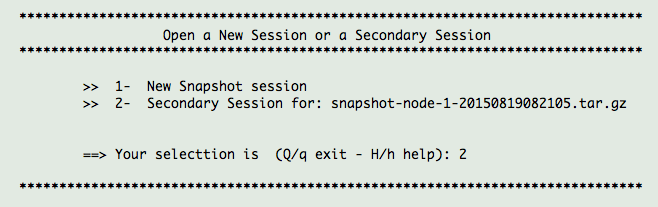 ******************************************************************************
Open a New Session or a Secondary Session
******************************************************************************
>> 1- New Snapshot session
>> 2- Secondary Session for: snapshot-node-1-20150819082105.tar.gz
==> Your selecttion is (Q/q exit - H/h help): 2
******************************************************************************